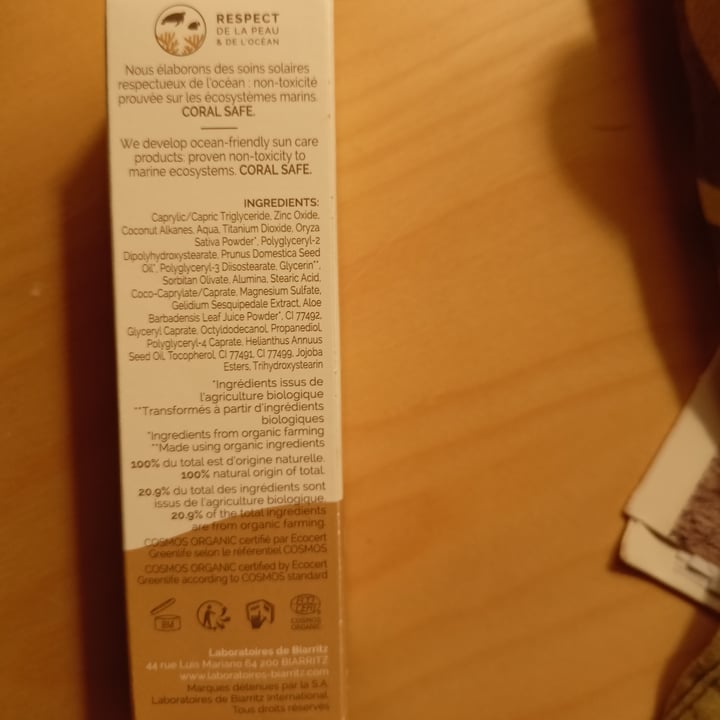 RESPECT
DE LA PEAU
& DE L'OCÉAN
Nous élaborons des soins solaires
respectueux de l'océan : non-toxicité
prouvée sur les écosystèmes marins.
CORAL SAFE.
We develop ocean-friendly sun care
products: proven non-toxicity to
marine ecosystems. CORAL SAFE.
INGREDIENTS:
Caprylic/Capric Triglyceride, Zinc Oxide,
Coconut Alkanes, Aqua, Titanium Dioxide, Oryza
Sativa Powder*, Polyglyceryl-2
Dipolyhydroxystearate, Prunus Domestica Seed
Oil*, Polyglyceryl-3 Diisostearate, Glycerin**,
Sorbitan Olivate, Alumina, Stearic Acid,
Coco-Caprylate/Caprate, Magnesium Sulfate,
Gelidium Sesquipedale Extract, Aloe
Barbadensis Leaf Juice Powder*, CI 77492,
Glyceryl Caprate, Octyldodecanol, Propanediol,
Polyglyceryl-4 Caprate, Helianthus Annuus
Seed Oil, Tocopherol, CI 77491, CI 77499, Jojoba
Esters, Trihydroxystearin
*Ingrédients issus de
l'agriculture biologique
**Transformés à partir d'ingrédients
biologiques
*Ingredients from organic farming
**Made using organic ingredients
100% du total est d'origine naturelle.
100% natural origin of total.
20.9% du total des ingrédients sont
issus de l'agriculture biologique.
20.9% of the total ingredients
are from organic farming.
COSMOS ORGANIC certifié par Ecocert
Greenlife selon le référentiel COSMOS
COSMOS ORGANIC certified by Ecocert
Greenlife according to COSMOS standard
8M
ECO
CERT
COSMOS
ORGANIC
Laboratoires de Biarritz
44 rue Luis Mariano 64 200 BIARRITZ
www.laboratoires-biarritz.com
Marques détenues par la S.A
Laboratoires de Biarritz International.
Tous droits réservés